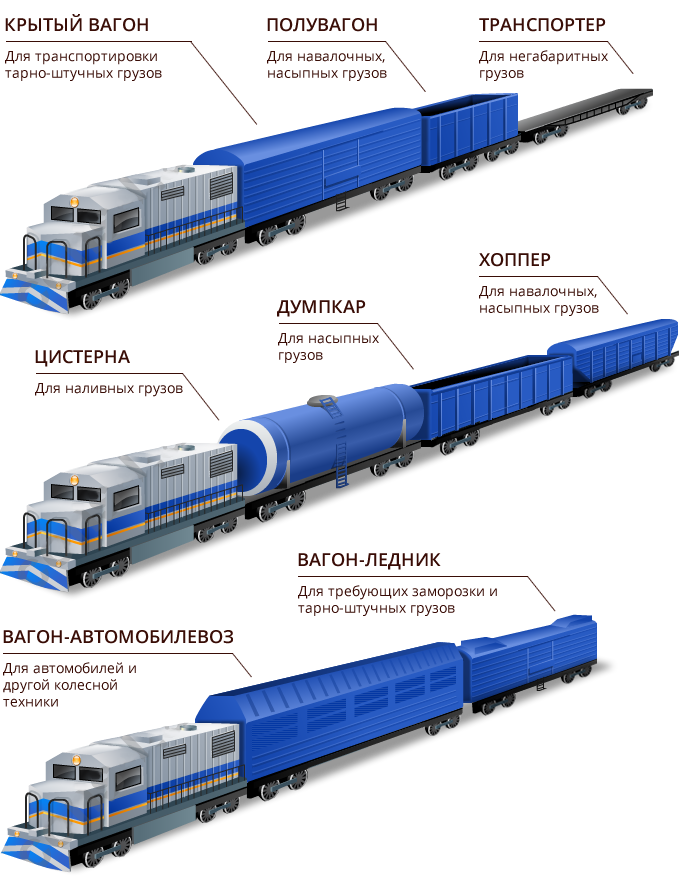 КРЫТЫЙ ВАГОН
Для транспортировки
тарно-штучных грузов
ПОЛУВАГОН
Для навалочных,
насыпных грузов
ТРАНСПОРТЕР
Для негабаритных
грузов
ХОППЕР
Для навалочных,
насыпных грузов
ДУМПКАР
Для насыпных
грузов
ЦИСТЕРНА
Для наливных грузов
ВАГОН-ЛЕДНИК
Для требующих заморозки и
тарно-штучных грузов
ВАГОН-АВТОМОБИЛЕВОЗ
Для автомобилей и
другой колесной
техники